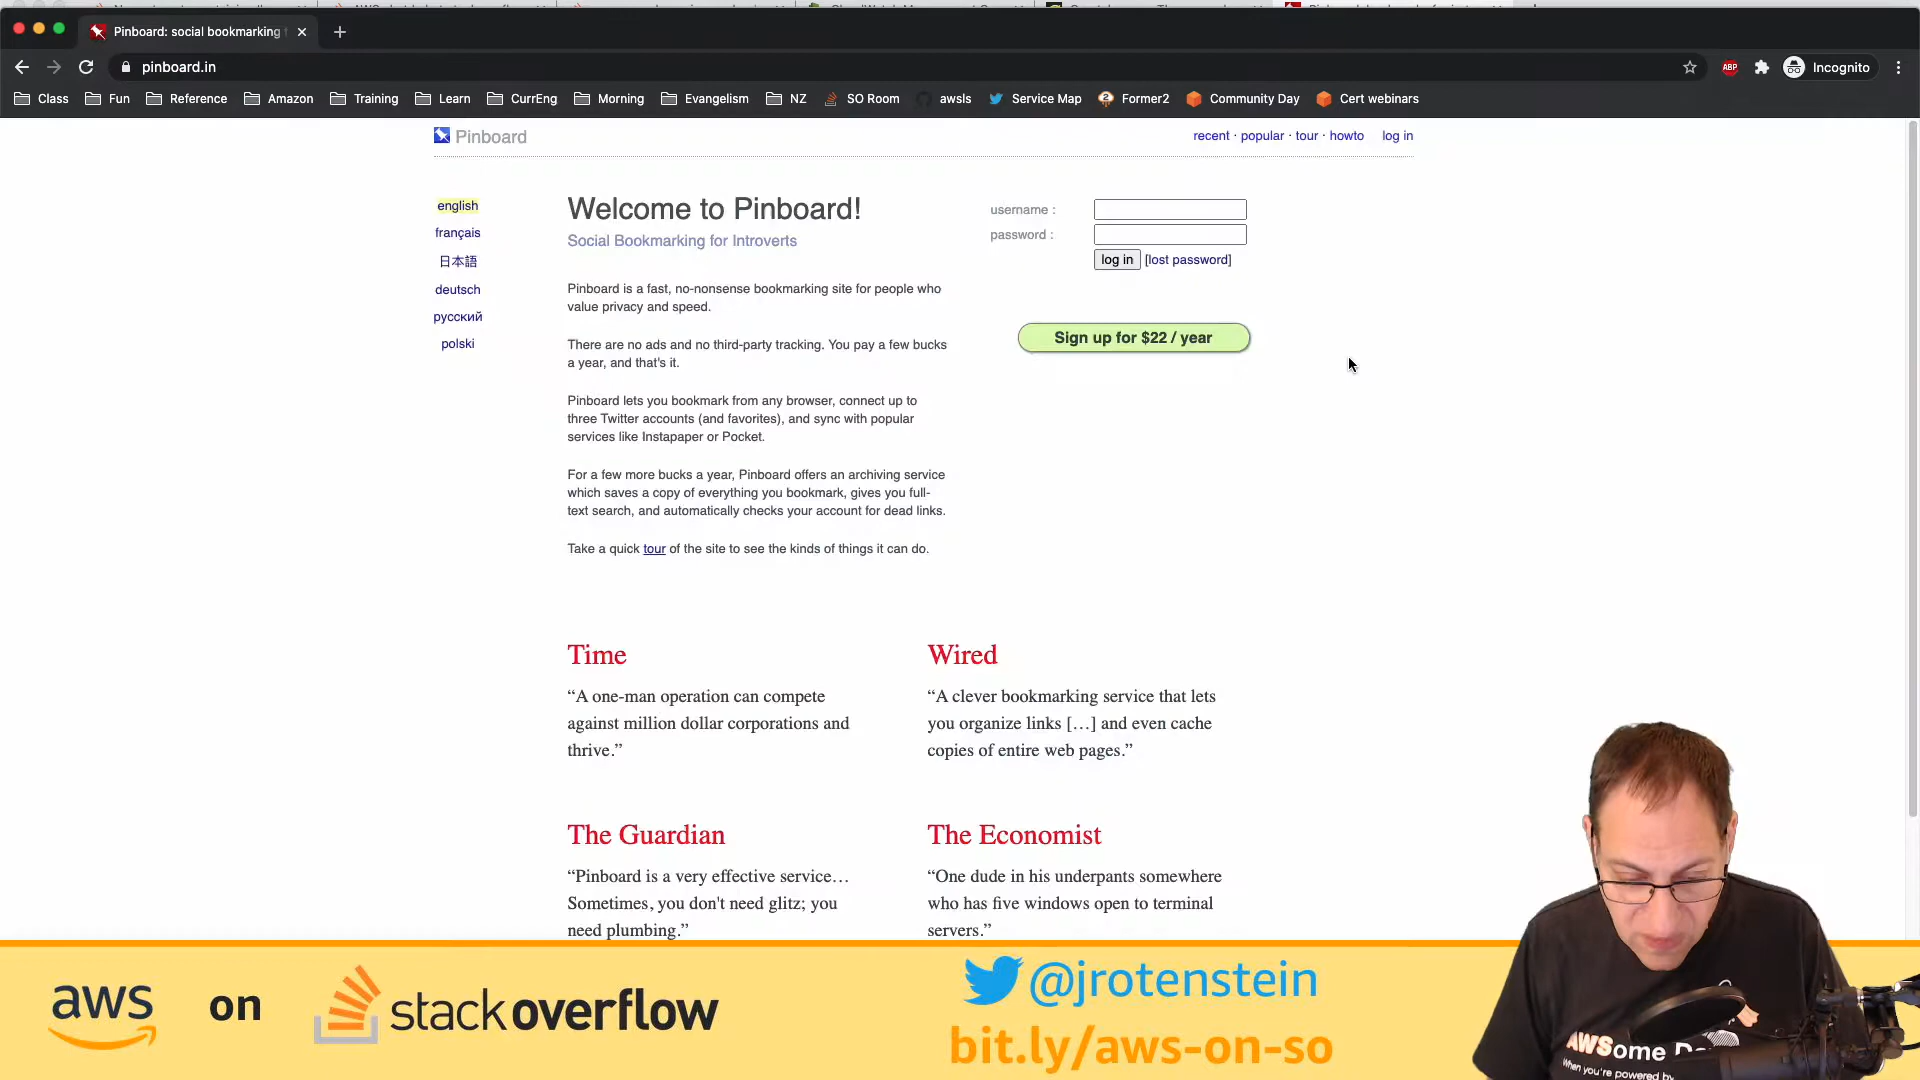 Pinboard: social bookmarking
pinboard.in
ABP
Incognito
Class
Fun
Reference
Amazon
Training
Learn
CurrEng
Morning
Evangelism
NZ
SO Room
awsls
Service Map
Former2
Community Day
Cert webinars
Pinboard
recent · popular · tour · howto
log in
english
français
日本語
deutsch
русский
polski
Welcome to Pinboard!
Social Bookmarking for Introverts
Pinboard is a fast, no-nonsense bookmarking site for people who
value privacy and speed.
There are no ads and no third-party tracking. You pay a few bucks
a year, and that's it.
Pinboard lets you bookmark from any browser, connect up to
three Twitter accounts (and favorites), and sync with popular
services like Instapaper or Pocket.
For a few more bucks a year, Pinboard offers an archiving service
which saves a copy of everything you bookmark, gives you full-
text search, and automatically checks your account for dead links.
Take a quick tour of the site to see the kinds of things it can do.
username :
password :
log in [lost password]
Sign up for $22 / year
Time
“A one-man operation can compete
against million dollar corporations and
thrive.”
Wired
“A clever bookmarking service that lets
you organize links […] and even cache
copies of entire web pages.”
The Guardian
“Pinboard is a very effective service…
Sometimes, you don't need glitz; you
need plumbing.”
The Economist
“One dude in his underpants somewhere
who has five windows open to terminal
servers.”
aws on stackoverflow
@jrotenstein
bit.ly/aws-on-so
AWSome
When you're powered by